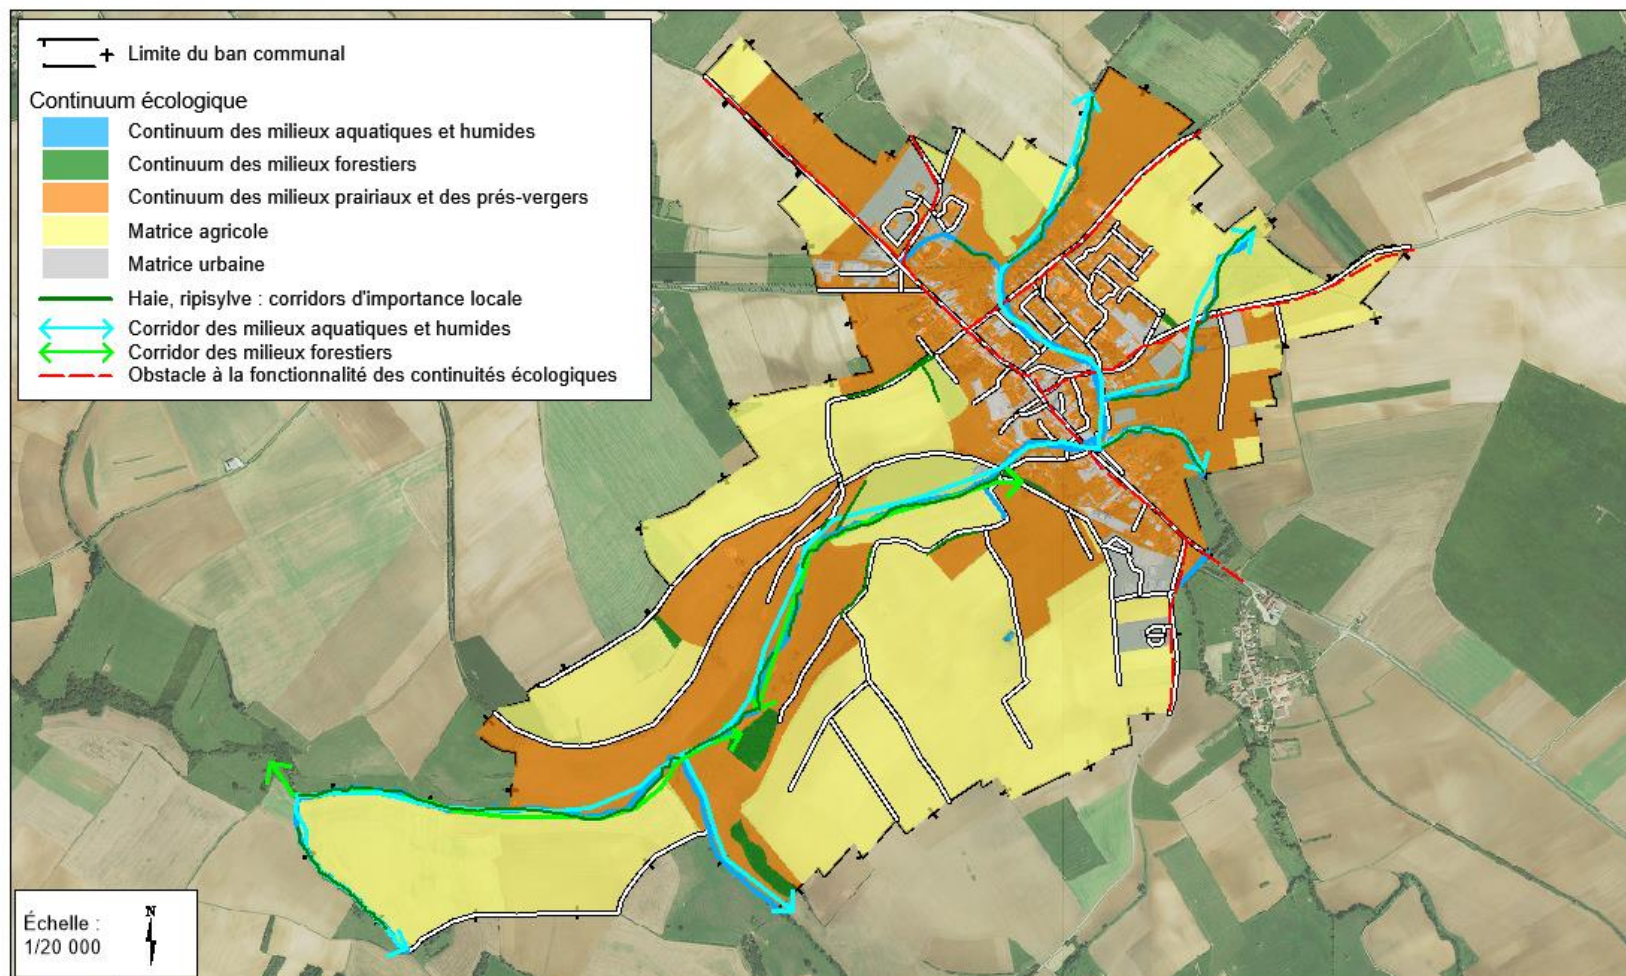 Limite du ban communal
Continuum écologique
Continuum des milieux aquatiques et humides
Continuum des milieux forestiers
Continuum des milieux prairiaux et des prés-vergers
Matrice agricole
Matrice urbaine
Haie, ripisylve : corridors d'importance locale
Corridor des milieux aquatiques et humides
Corridor des milieux forestiers
Obstacle à la fonctionnalité des continuités écologiques
Échelle :
1/20 000
N